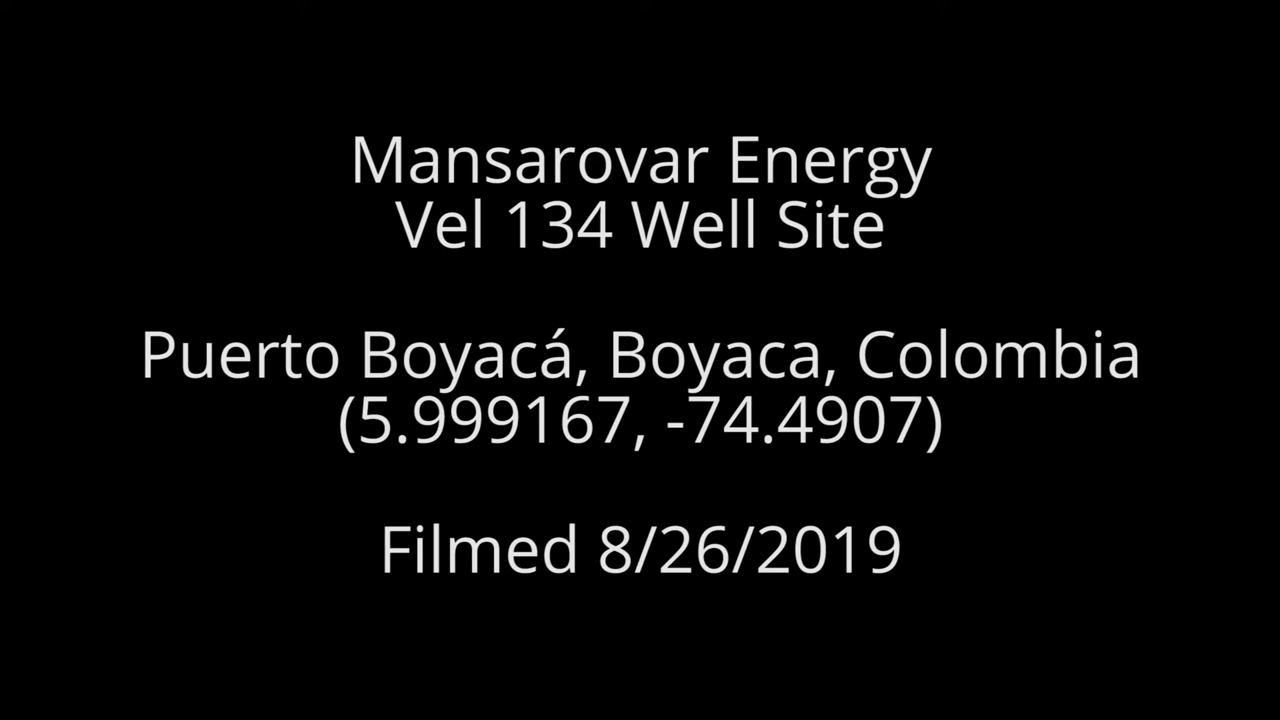 Mansarovar Energy
Vel 134 Well Site
Puerto Boyacá, Boyaca, Colombia
(5.999167, -74.4907)
Filmed 8/26/2019